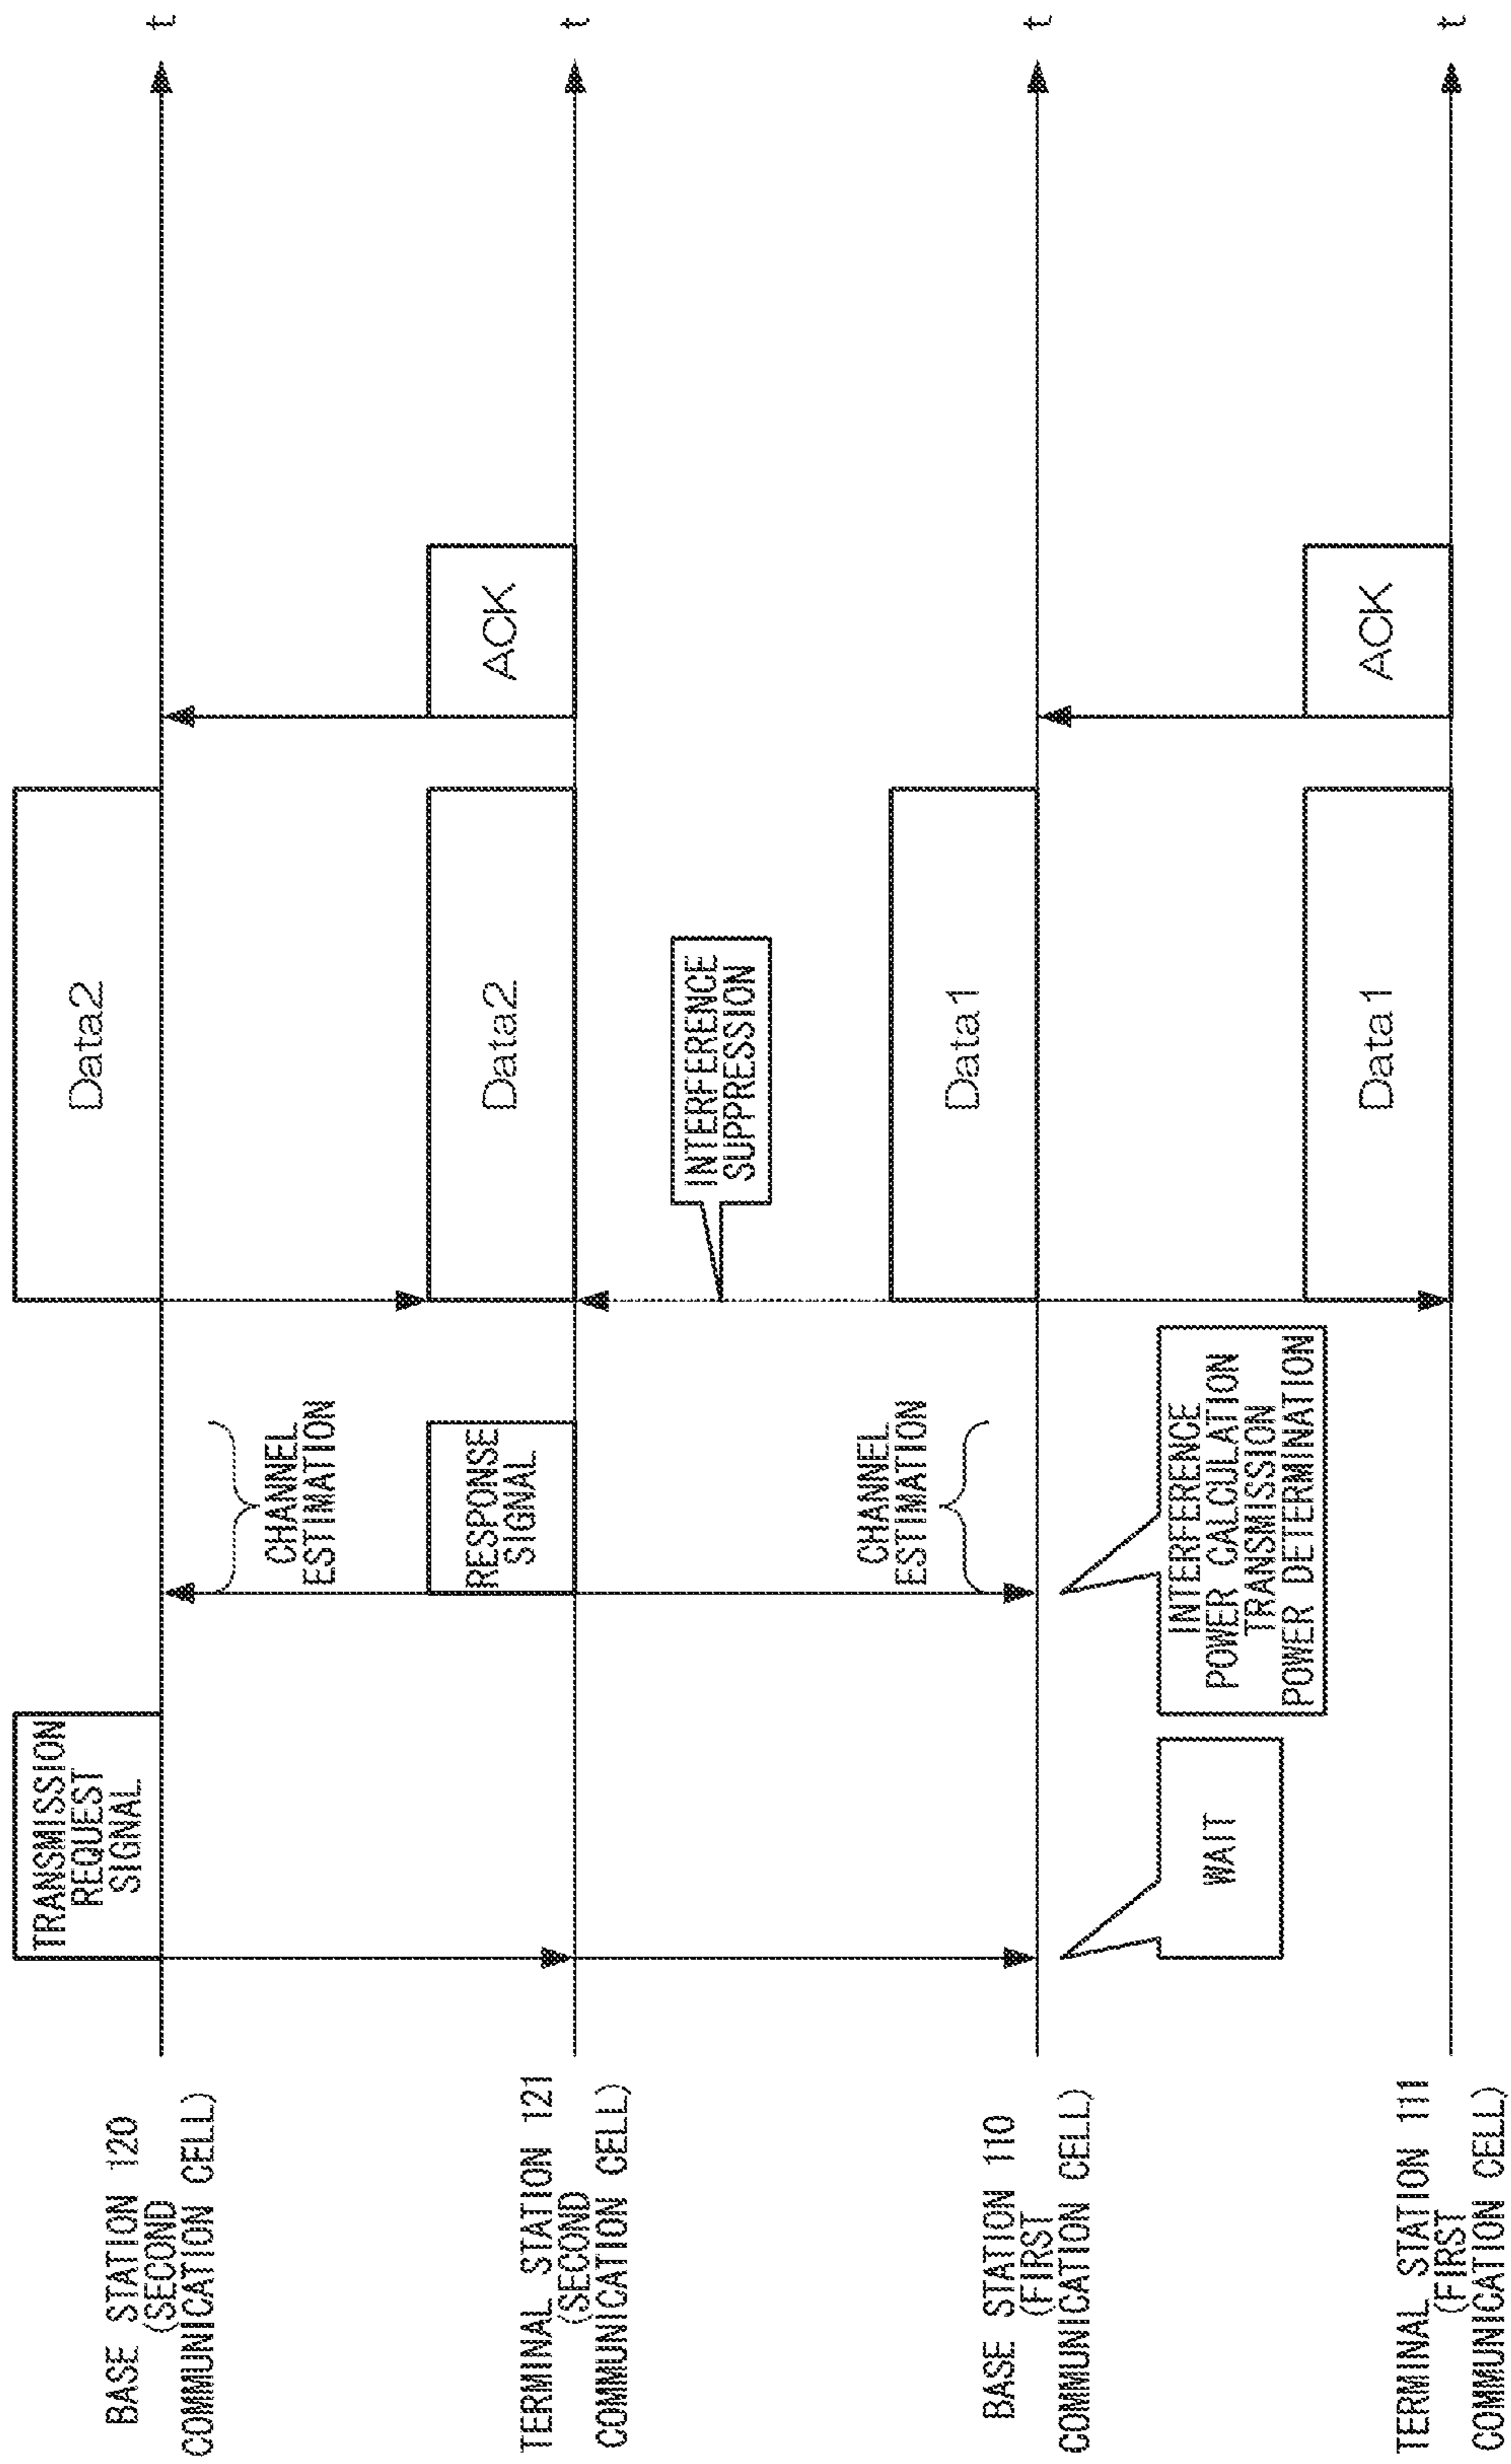 BASE STATION 120
(SECOND
COMMUNICATION CELL)
TRANSMISSION
REQUEST
SIGNAL
CHANNEL
ESTIMATION
Data2
t
TERMINAL STATION 121
(SECOND
COMMUNICATION CELL)
RESPONSE
SIGNAL
Data2
ACK
t
INTERFERENCE
SUPPRESSION
BASE STATION 110
(FIRST
COMMUNICATION CELL)
CHANNEL
ESTIMATION
Data1
t
WAIT
INTERFERENCE
POWER CALCULATION
TRANSMISSION
POWER DETERMINATION
TERMINAL STATION 111
(FIRST
COMMUNICATION CELL)
Data1
ACK
t